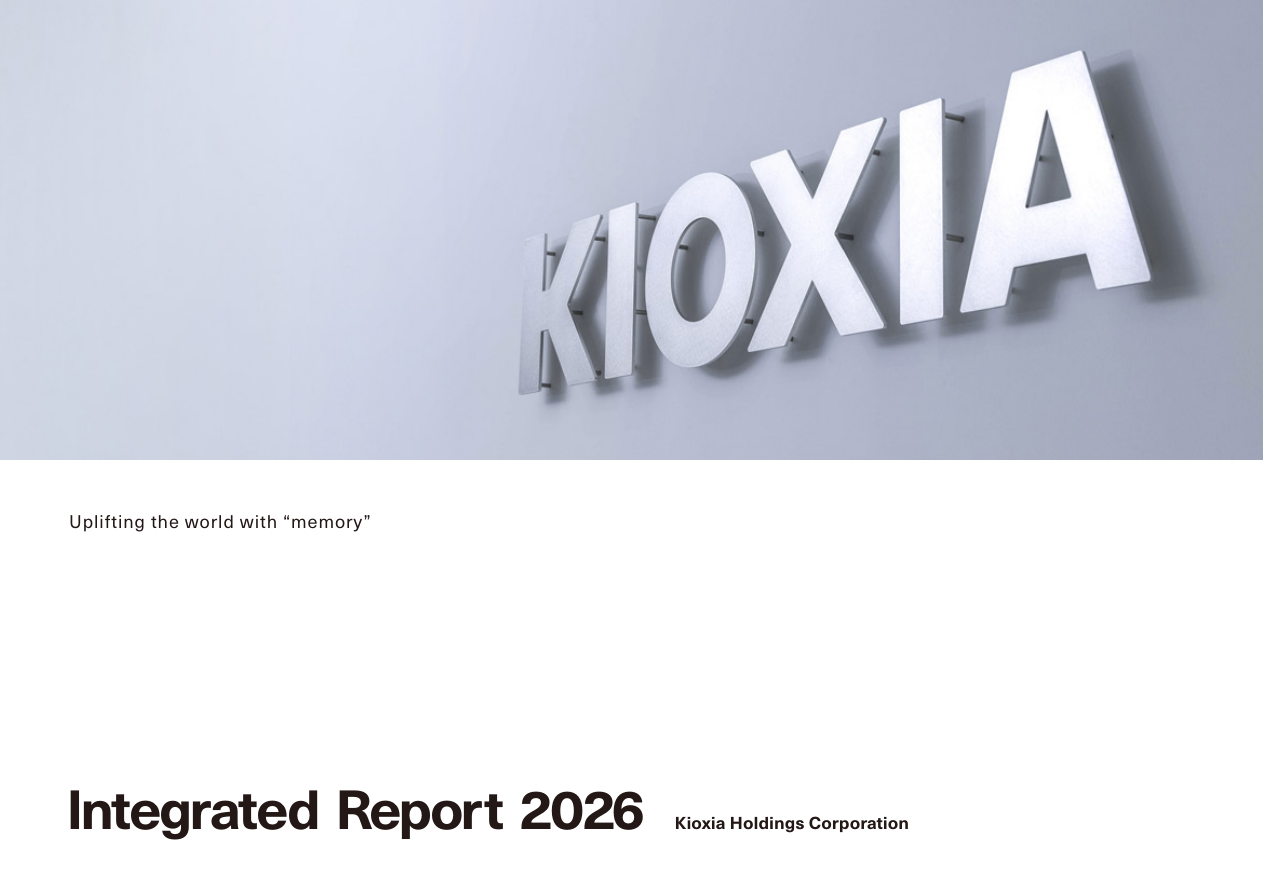 KIOXIA
Uplifting the world with “memory”
Integrated Report 2026 Kioxia Holdings Corporation